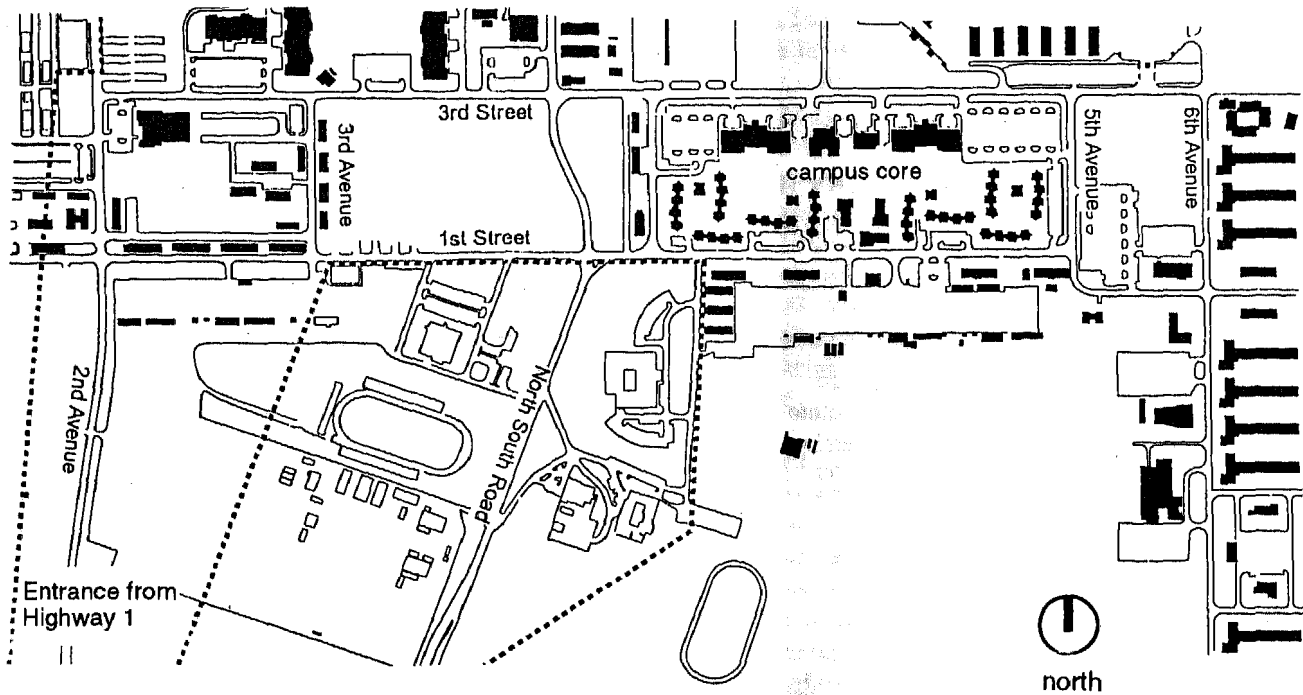 3rd Street
3rd Avenue
5th Avenue
6th Avenue
campus core
1st Street
2nd Avenue
North South Road
Entrance from
Highway 1
north